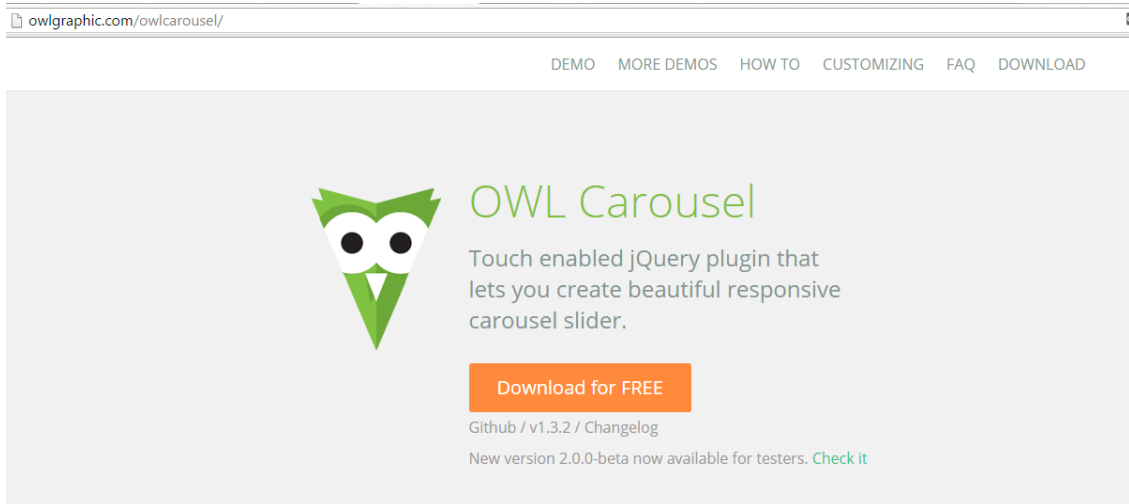 owlgraphic.com/owlcarousel/
DEMO MORE DEMOS HOW TO CUSTOMIZING FAQ DOWNLOAD
OWL Carousel
Touch enabled jQuery plugin that
lets you create beautiful responsive
carousel slider.
Download for FREE
Github / v1.3.2 / Changelog
New version 2.0.0-beta now available for testers. Check it